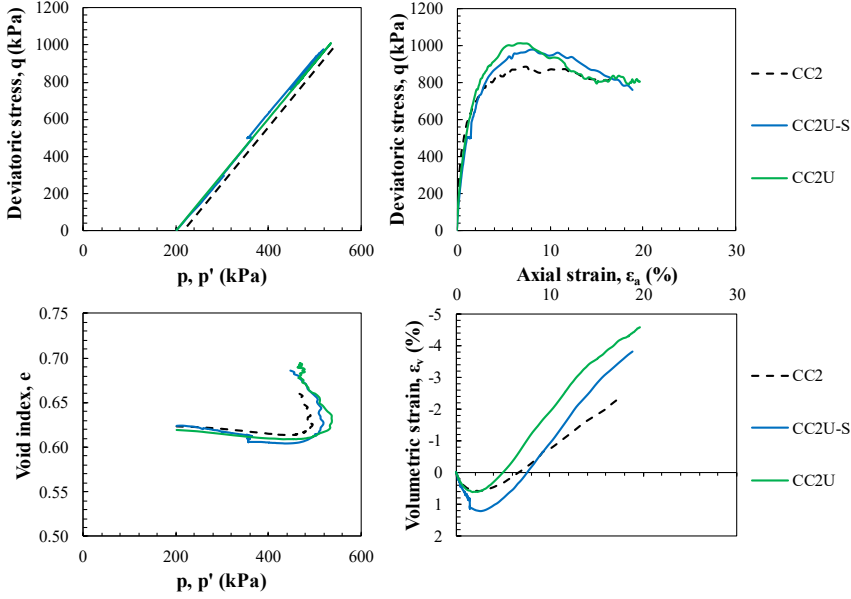 Deviatoric stress, q (kPa)
1200
1000
800
600
400
200
0
0 200 400 600
p, p' (kPa)
Deviatoric stress, q (kPa)
1200
1000
800
600
400
200
0
0 10 20 30
Axial strain, εa (%)
CC2
CC2U-S
CC2U
Void index, e
0.75
0.70
0.65
0.60
0.55
0.50
0 200 400 600
p, p' (kPa)
0 10 20 30
Volumetric strain, εv (%)
-5
-4
-3
-2
-1
0
1
2
CC2
CC2U-S
CC2U